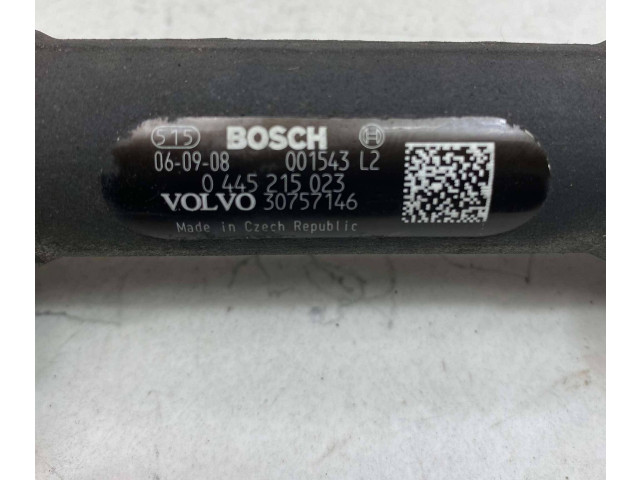 515 BOSCH
06-09-08 001543 L2
0 445 215 023
VOLVO 30757146
Made in Czech Republic